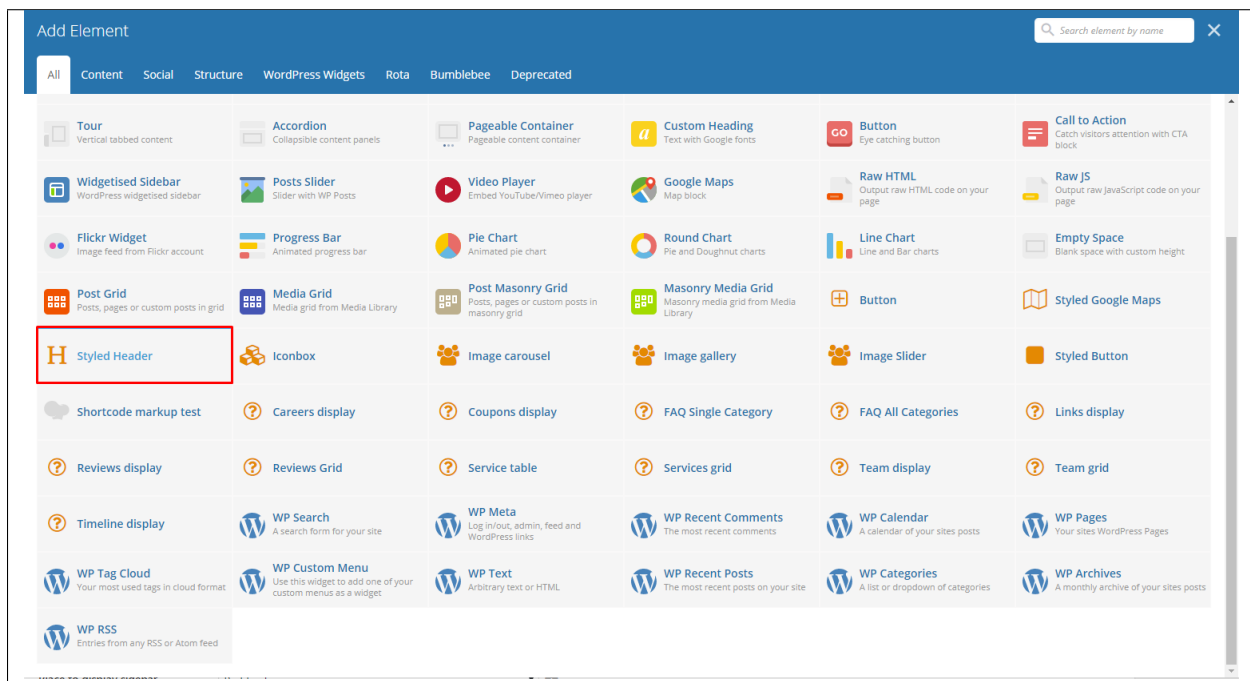 Add Element
Search element by name
All Content Social Structure WordPress Widgets Rota Bumblebee Deprecated
Tour
Vertical tabbed content
Accordion
Collapsible content panels
Pageable Container
Pageable content container
a
Custom Heading
Text with Google fonts
GO
Button
Eye catching button
Call to Action
Catch visitors attention with CTA
block
Widgetised Sidebar
WordPress widgetised sidebar
Posts Slider
Slider with WP Posts
Video Player
Embed YouTube/Vimeo player
Google Maps
Map block
Raw HTML
Output raw HTML code on your
page
Raw JS
Output raw JavaScript code on your
page
Flickr Widget
Image feed from Flickr account
Progress Bar
Animated progress bar
Pie Chart
Animated pie chart
Round Chart
Pie and Doughnut charts
Line Chart
Line and Bar charts
Empty Space
Blank space with custom height
Post Grid
Posts, pages or custom posts in grid
Media Grid
Media grid from Media Library
Post Masonry Grid
Posts, pages or custom posts in
masonry grid
Masonry Media Grid
Masonry media grid from Media
Library
Button
Styled Google Maps
H Styled Header
Iconbox
Image carousel
Image gallery
Image Slider
Styled Button
Shortcode markup test
? Careers display
? Coupons display
? FAQ Single Category
? FAQ All Categories
? Links display
? Reviews display
? Reviews Grid
? Service table
? Services grid
? Team display
? Team grid
? Timeline display
WP Search
A search form for your site
WP Meta
Log in/out, admin, feed and
WordPress links
WP Recent Comments
The most recent comments
WP Calendar
A calendar of your sites posts
WP Pages
Your sites WordPress Pages
WP Tag Cloud
Your most used tags in cloud format
WP Custom Menu
Use this widget to add one of your
custom menus as a widget
WP Text
Arbitrary text or HTML
WP Recent Posts
The most recent posts on your site
WP Categories
A list or dropdown of categories
WP Archives
A monthly archive of your sites posts
WP RSS
Entries from any RSS or Atom feed